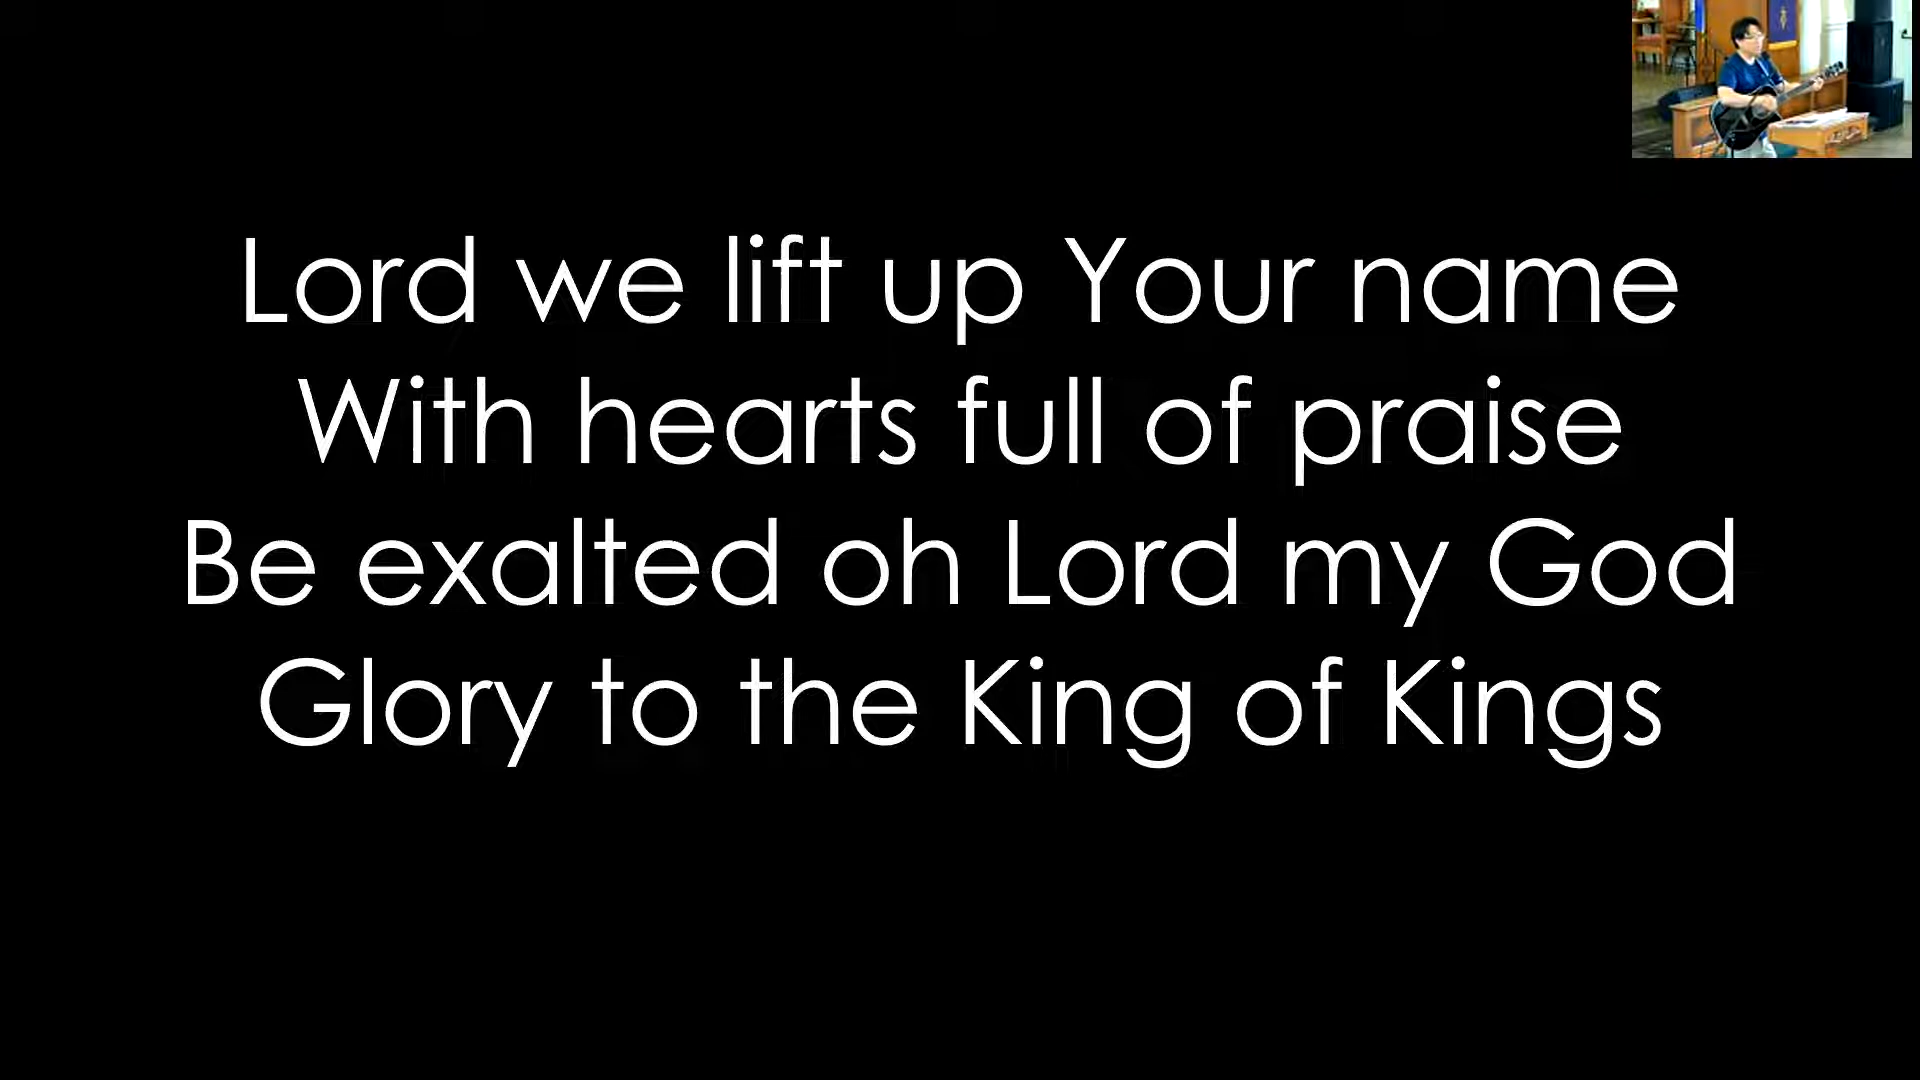 Lord we lift up Your name
With hearts full of praise
Be exalted oh Lord my God
Glory to the King of Kings